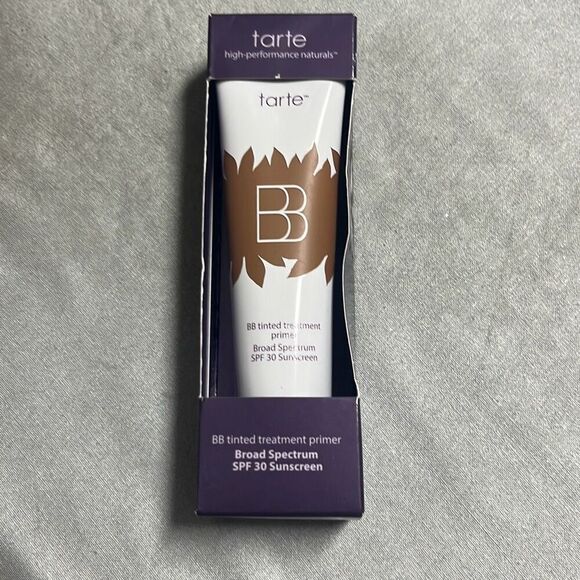 tarte
high-performance naturals™
tarte™
BB
BB tinted treatment
primer
Broad Spectrum
SPF 30 Sunscreen
BB tinted treatment primer
Broad Spectrum
SPF 30 Sunscreen